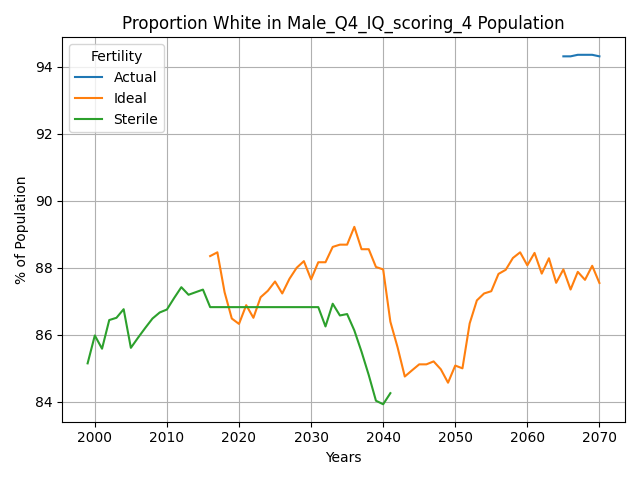 Proportion White in Male_Q4_IQ_scoring_4 Population
Fertility
Actual
Ideal
Sterile
% of Population
94
92
90
88
86
84
2000
2010
2020
2030
2040
2050
2060
2070
Years